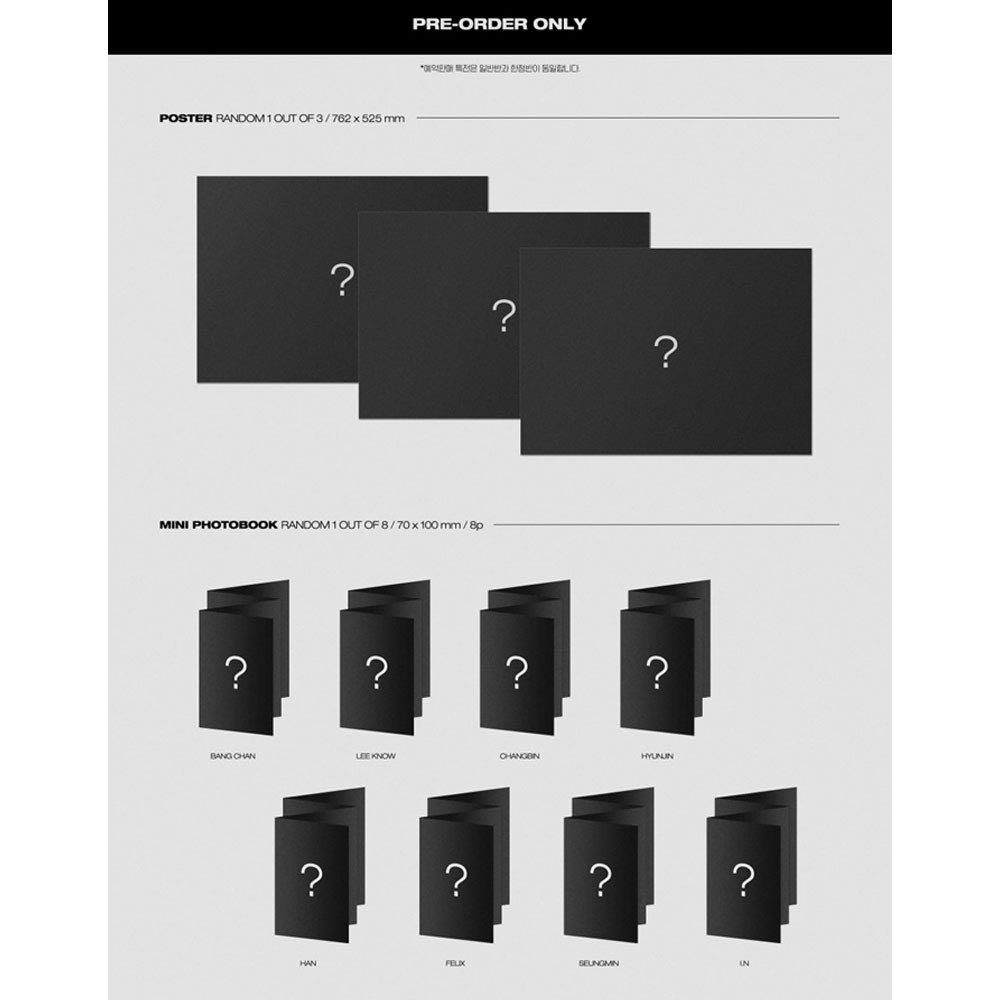 PRE-ORDER ONLY
*예약판매 특전은 일반반과 한정반이 동일합니다.
POSTER RANDOM 1 OUT OF 3 / 762 x 525 mm
?
?
?
MINI PHOTOBOOK RANDOM 1 OUT OF 8 / 70 x 100 mm / 8p
? ? ? ?
BANG CHAN LEE KNOW CHANGBIN HYUNJIN
? ? ? ?
HAN FELIX SEUNGMIN I.N